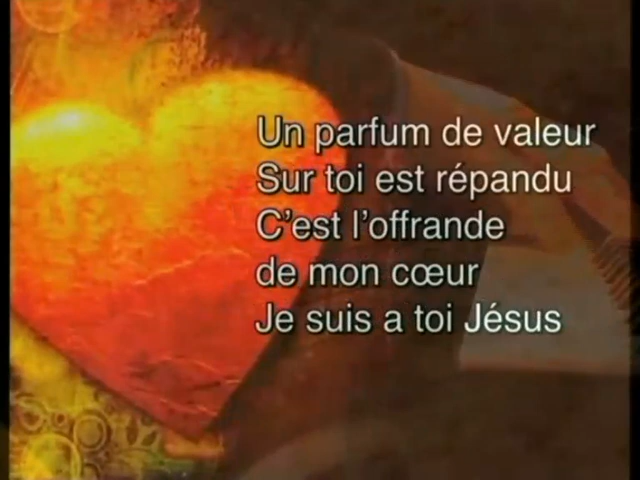 Un parfum de valeur
Sur toi est répandu
C'est l'offrande
de mon cœur
Je suis a toi Jésus